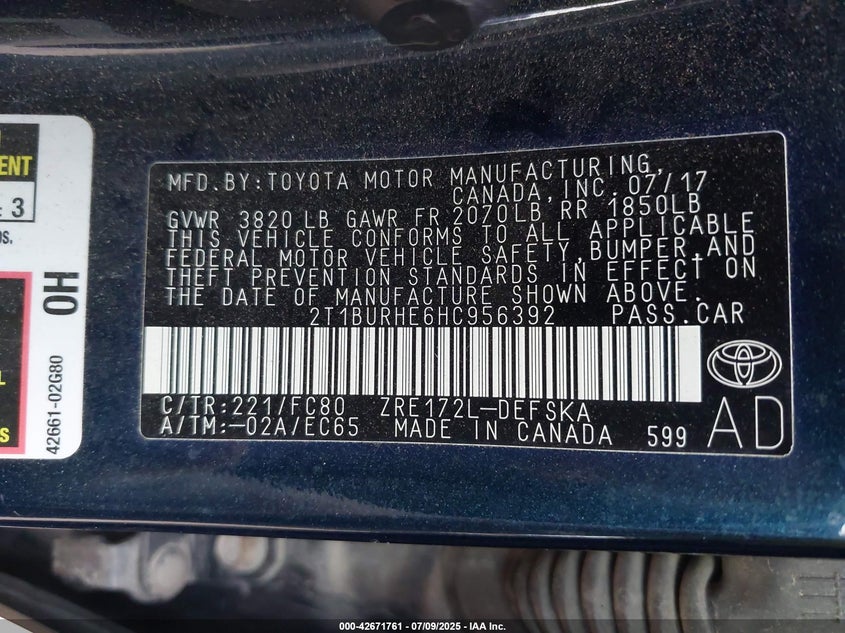 MENT
: 3
OH
42661-02G80
MFD.BY:TOYOTA MOTOR MANUFACTURING,
CANADA,INC. 07/17
GVWR 3820 LB GAWR FR 2070LB, RR 1850LB
THIS VEHICLE CONFORMS TO ALL APPLICABLE
FEDERAL MOTOR VEHICLE SAFETY,BUMPER,AND
THEFT PREVENTION STANDARDS IN EFFECT ON
THE DATE OF MANUFACTURE SHOWN ABOVE.
2T1BURHE6HC956392 PASS.CAR
C/TR:221/FC80 ZRE172L-DEFSKA
A/TM:-02A/EC65 MADE IN CANADA 599
AD
000-42671761 - 07/09/2025 - IAA Inc.